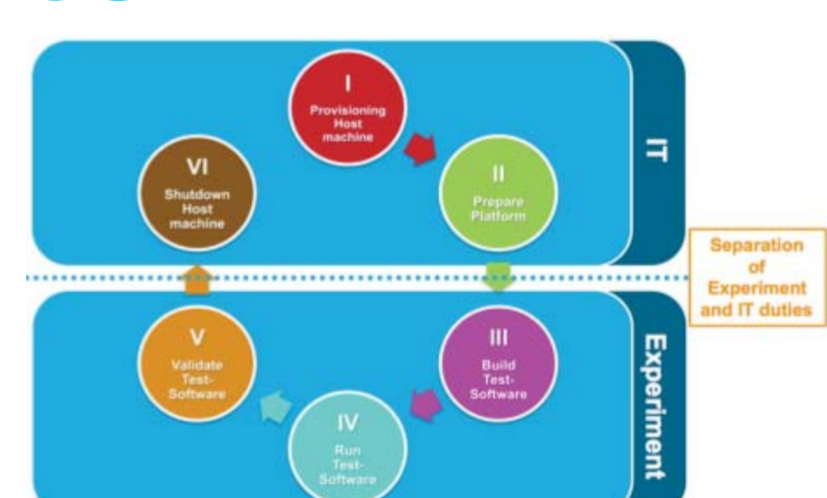 I
Provisioning
Host
machine
IT
VI
Shutdown
Host
machine
II
Prepare
Platform
Separation
of
Experiment
and IT duties
V
Validate
Test-
Software
III
Build
Test-
Software
Experiment
IV
Run
Test-
Software